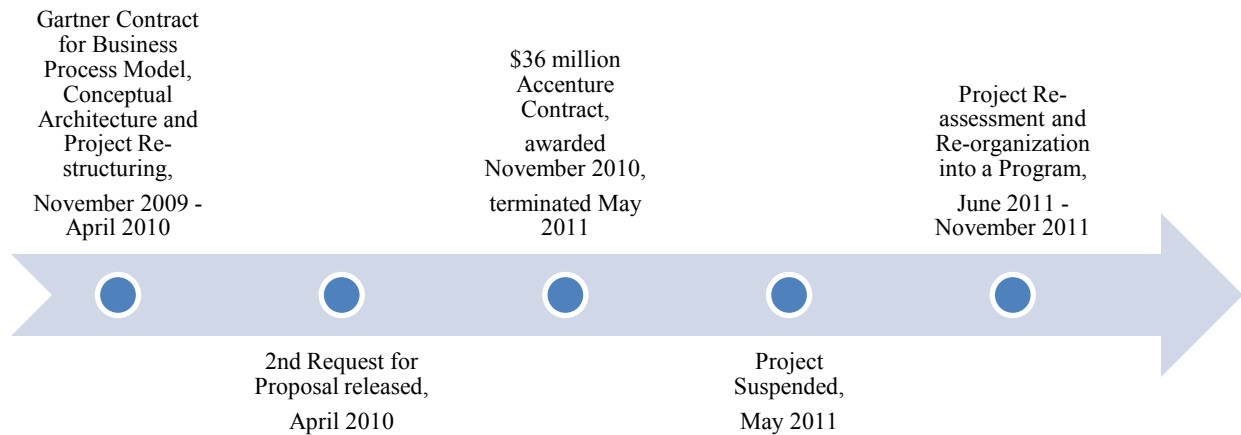 Gartner Contract
for Business
Process Model,
Conceptual
Architecture and
Project Re-
structuring,
November 2009 -
April 2010
2nd Request for
Proposal released,
April 2010
$36 million
Accenture
Contract,
awarded
November 2010,
terminated May
2011
Project
Suspended,
May 2011
Project Re-
assessment and
Re-organization
into a Program,
June 2011 -
November 2011